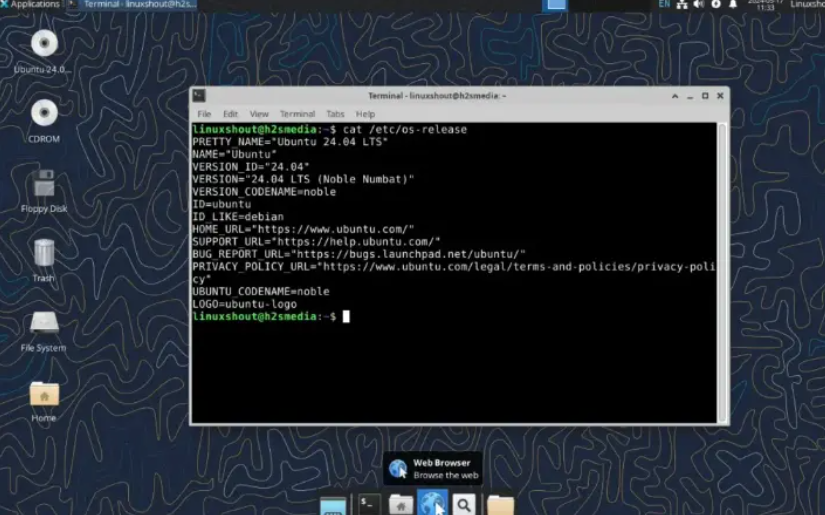 Applications
Terminal - linuxshout@h2s...
EN
11:33
Linuxsho
Ubuntu 24.0...
CDROM
Floppy Disk
Trash
File System
Home
Terminal - linuxshout@h2smedia: ~
File Edit View Terminal Tabs Help
linuxshout@h2smedia:~$ cat /etc/os-release
PRETTY_NAME="Ubuntu 24.04 LTS"
NAME="Ubuntu"
VERSION_ID="24.04"
VERSION="24.04 LTS (Noble Numbat)"
VERSION_CODENAME=noble
ID=ubuntu
ID_LIKE=debian
HOME_URL="https://www.ubuntu.com/"
SUPPORT_URL="https://help.ubuntu.com/"
BUG_REPORT_URL="https://bugs.launchpad.net/ubuntu/"
PRIVACY_POLICY_URL="https://www.ubuntu.com/legal/terms-and-policies/privacy-poli
cy"
UBUNTU_CODENAME=noble
LOGO=ubuntu-logo
linuxshout@h2smedia:~$
Web Browser
Browse the web